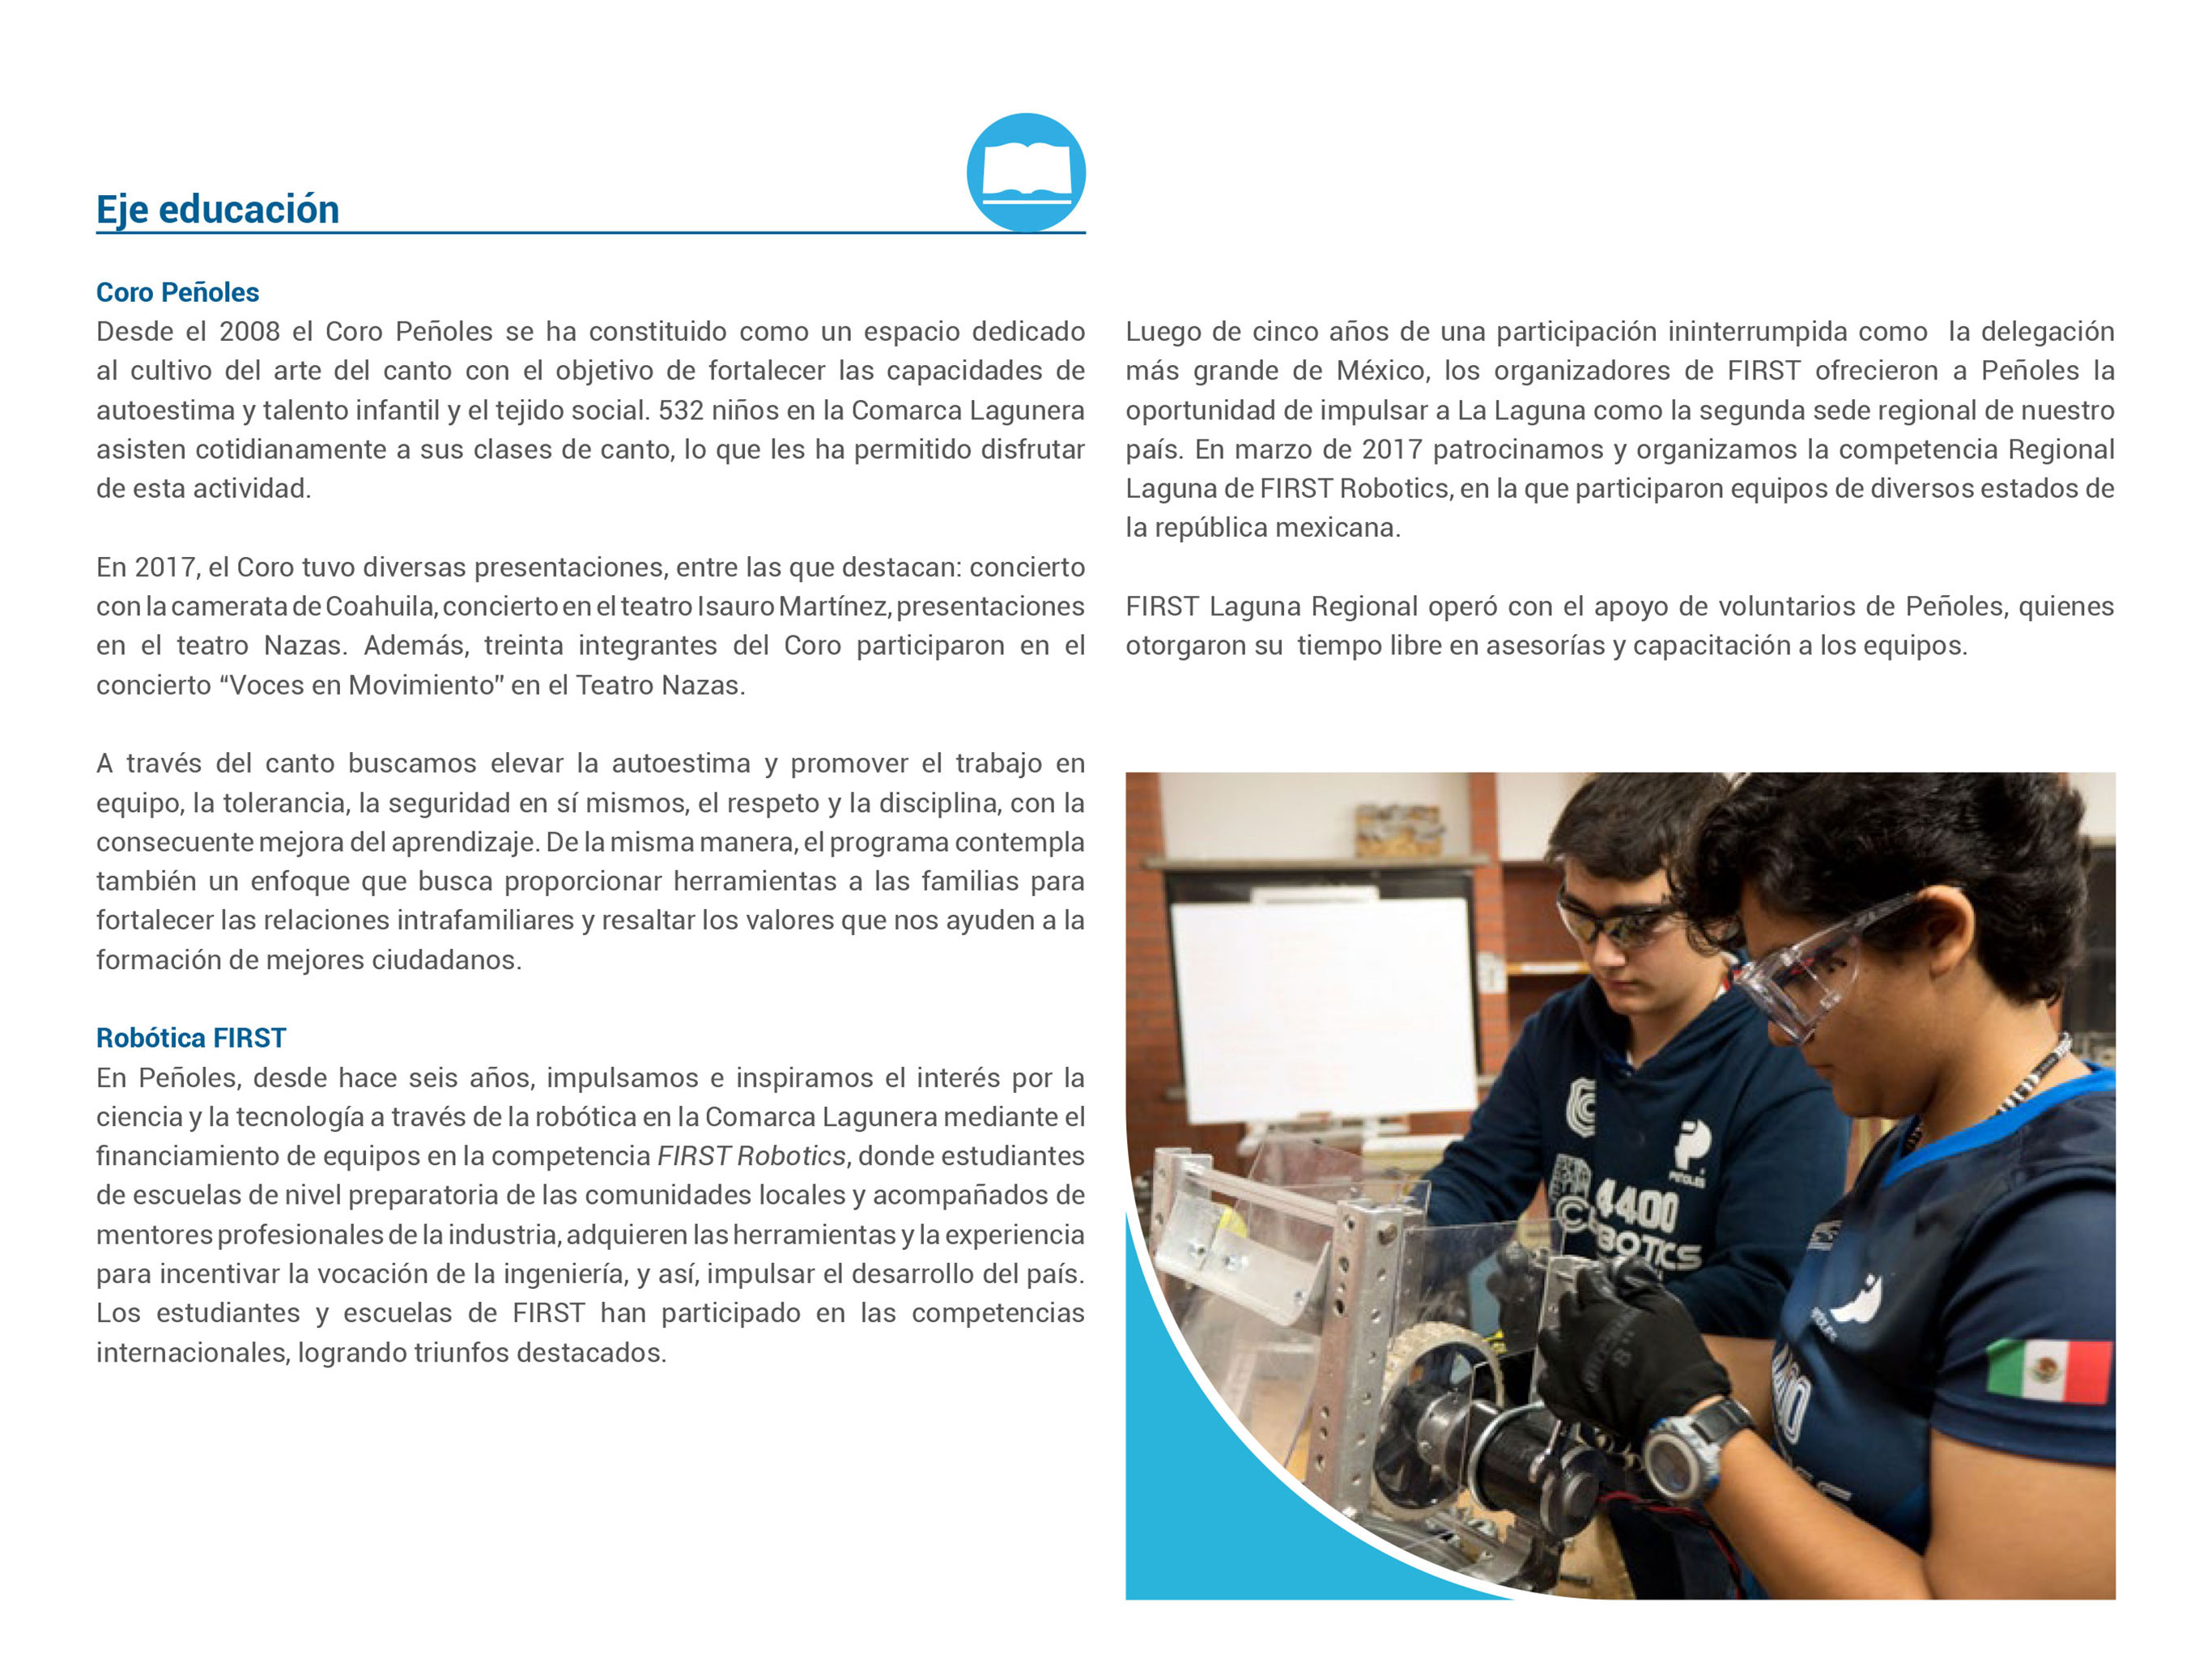 Eje educación
Coro Peñoles
Desde el 2008 el Coro Peñoles se ha constituido como un espacio dedicado
al cultivo del arte del canto con el objetivo de fortalecer las capacidades de
autoestima y talento infantil y el tejido social. 532 niños en la Comarca Lagunera
asisten cotidianamente a sus clases de canto, lo que les ha permitido disfrutar
de esta actividad.
En 2017, el Coro tuvo diversas presentaciones, entre las que destacan: concierto
con la camerata de Coahuila, concierto en el teatro Isauro Martínez, presentaciones
en el teatro Nazas. Además, treinta integrantes del Coro participaron en el
concierto “Voces en Movimiento” en el Teatro Nazas.
A través del canto buscamos elevar la autoestima y promover el trabajo en
equipo, la tolerancia, la seguridad en sí mismos, el respeto y la disciplina, con la
consecuente mejora del aprendizaje. De la misma manera, el programa contempla
también un enfoque que busca proporcionar herramientas a las familias para
fortalecer las relaciones intrafamiliares y resaltar los valores que nos ayuden a la
formación de mejores ciudadanos.
Robótica FIRST
En Peñoles, desde hace seis años, impulsamos e inspiramos el interés por la
ciencia y la tecnología a través de la robótica en la Comarca Lagunera mediante el
financiamiento de equipos en la competencia FIRST Robotics, donde estudiantes
de escuelas de nivel preparatoria de las comunidades locales y acompañados de
mentores profesionales de la industria, adquieren las herramientas y la experiencia
para incentivar la vocación de la ingeniería, y así, impulsar el desarrollo del país.
Los estudiantes y escuelas de FIRST han participado en las competencias
internacionales, logrando triunfos destacados.
Luego de cinco años de una participación ininterrumpida como la delegación
más grande de México, los organizadores de FIRST ofrecieron a Peñoles la
oportunidad de impulsar a La Laguna como la segunda sede regional de nuestro
país. En marzo de 2017 patrocinamos y organizamos la competencia Regional
Laguna de FIRST Robotics, en la que participaron equipos de diversos estados de
la república mexicana.
FIRST Laguna Regional operó con el apoyo de voluntarios de Peñoles, quienes
otorgaron su tiempo libre en asesorías y capacitación a los equipos.
PEÑOLES
4400